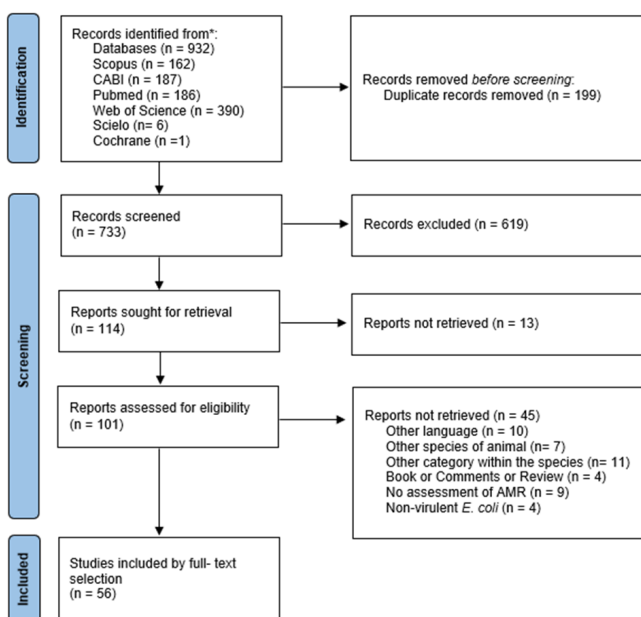 Identification
Records identified from*:
Databases (n = 932)
Scopus (n = 162)
CABI (n = 187)
Pubmed (n = 186)
Web of Science (n = 390)
Scielo (n= 6)
Cochrane (n =1)
Records removed before screening:
Duplicate records removed (n = 199)
Screening
Records screened
(n = 733)
Records excluded (n = 619)
Reports sought for retrieval
(n = 114)
Reports not retrieved (n = 13)
Reports assessed for eligibility
(n = 101)
Reports not retrieved (n = 45)
Other language (n = 10)
Other species of animal (n= 7)
Other category within the species (n= 11)
Book or Comments or Review (n = 4)
No assessment of AMR (n = 9)
Non-virulent E. coli (n = 4)
Included
Studies included by full- text
selection
(n = 56)